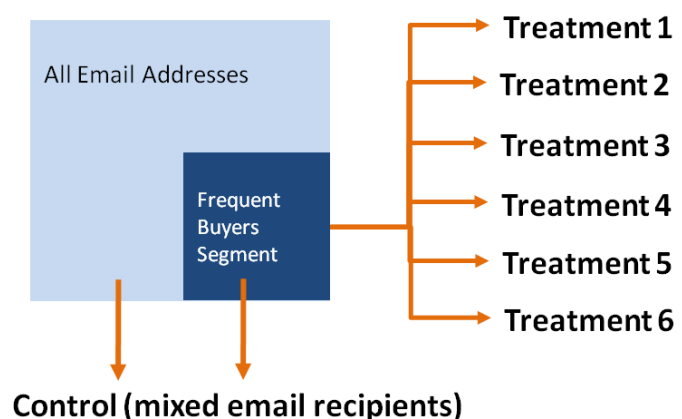 All Email Addresses
Frequent
Buyers
Segment
Treatment 1
Treatment 2
Treatment 3
Treatment 4
Treatment 5
Treatment 6
Control (mixed email recipients)